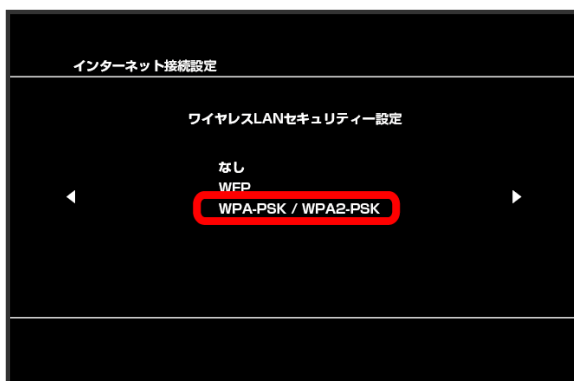 インターネット接続設定
ワイヤレスLANセキュリティー設定
なし
WEP
WPA-PSK / WPA2-PSK